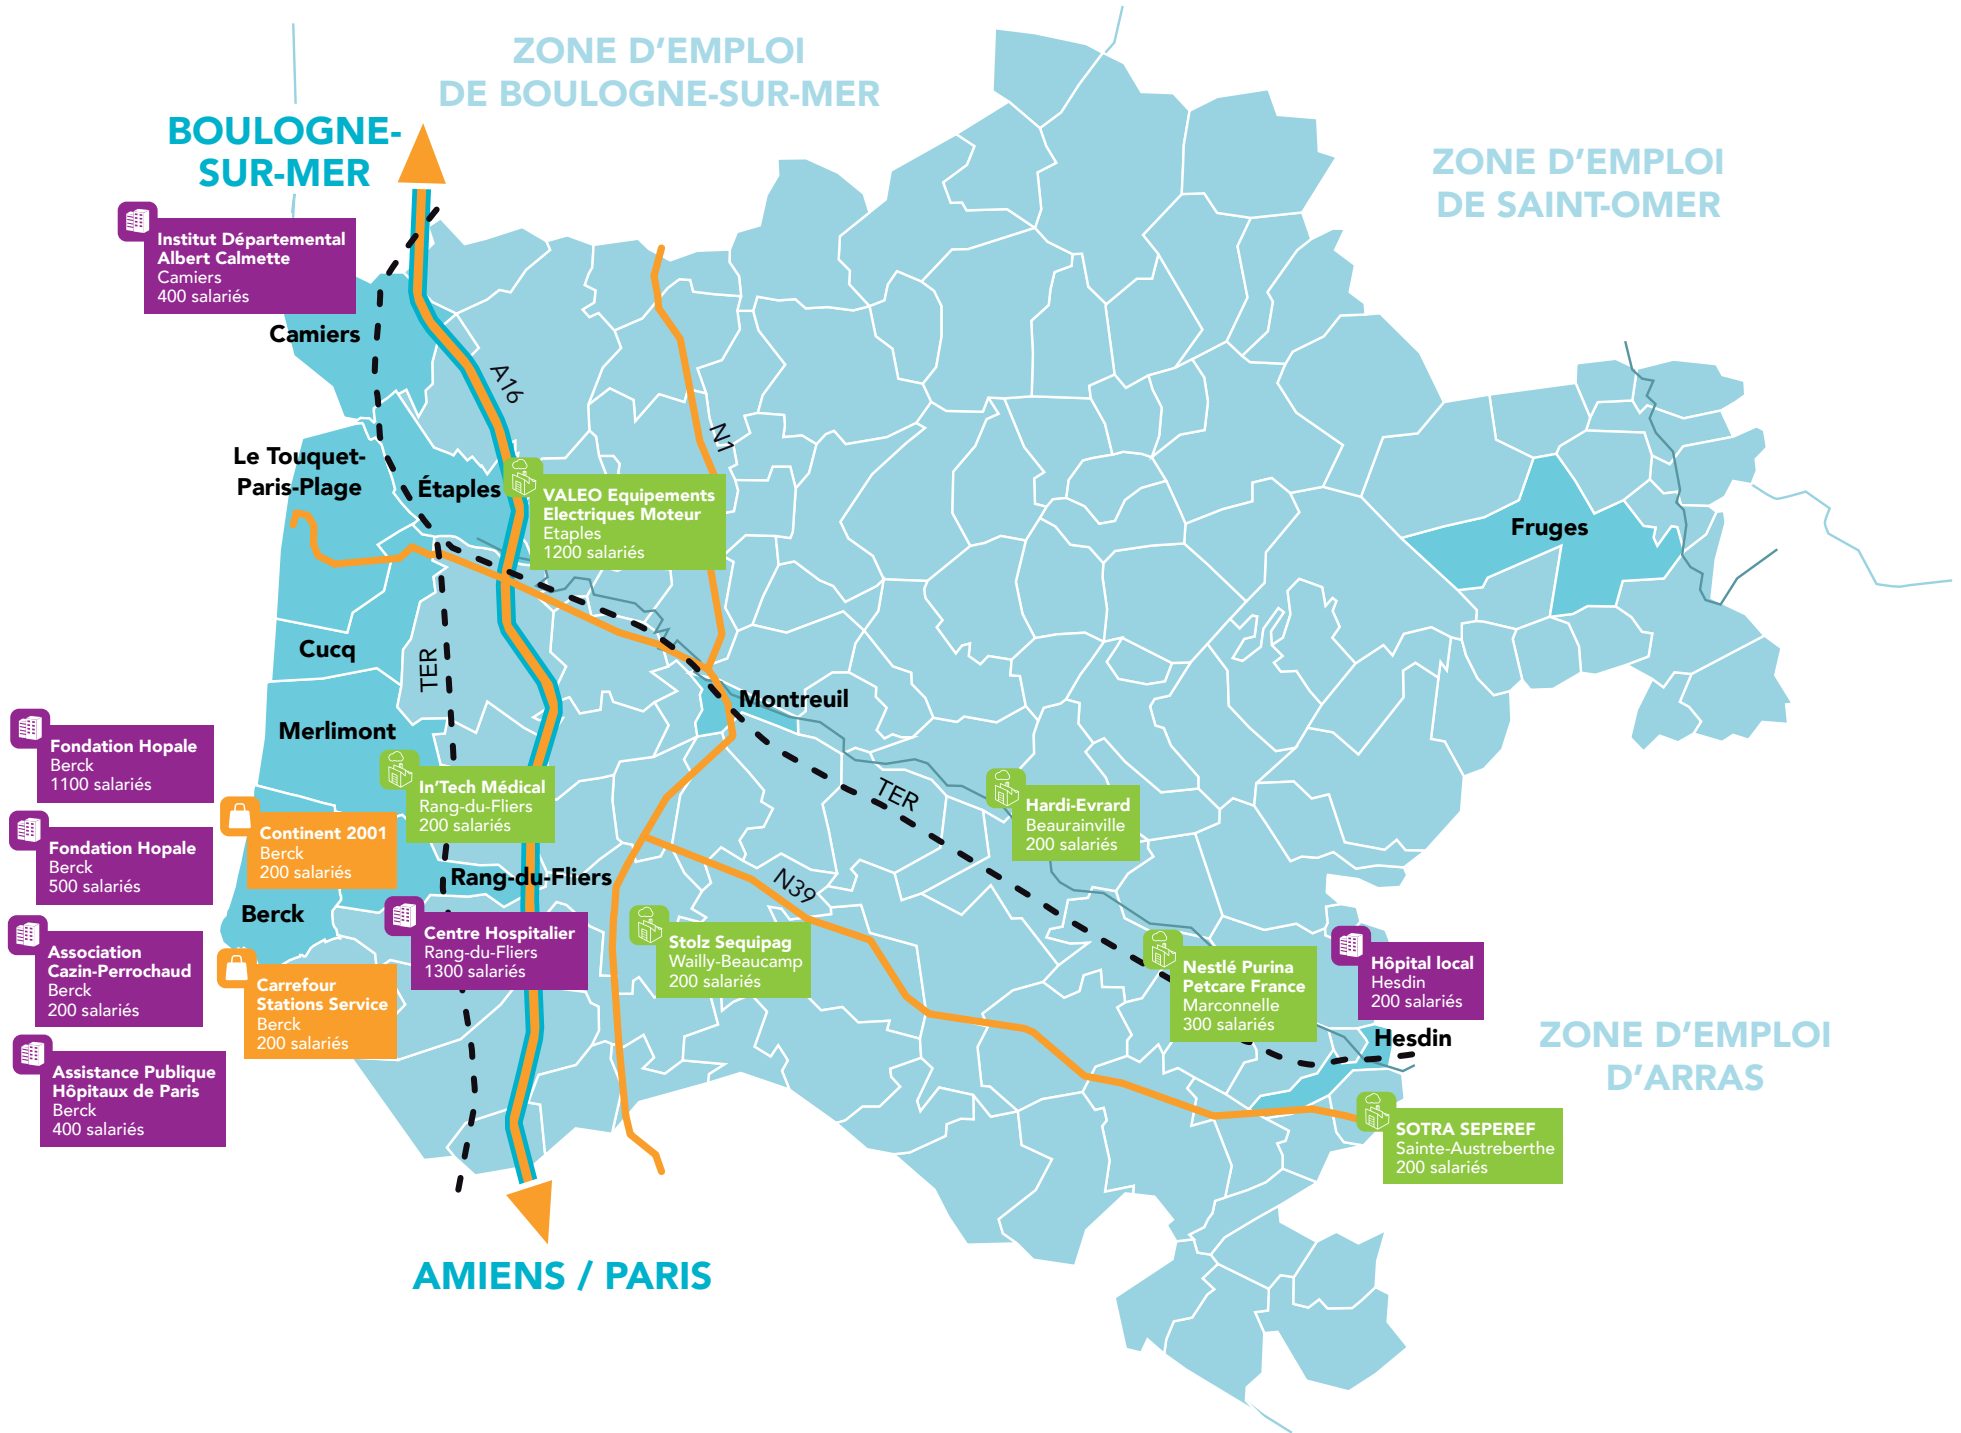 ZONE D’EMPLOI
DE BOULOGNE-SUR-MER
BOULOGNE-
SUR-MER
ZONE D’EMPLOI
DE SAINT-OMER
Institut Départemental
Albert Calmette
Camiers
400 salariés
Camiers
A16
N1
Le Touquet-
Paris-Plage
Étaples
VALEO Equipements
Electriques Moteur
Etaples
1200 salariés
Fruges
Cucq
TER
Montreuil
Merlimont
Fondation Hopale
Berck
1100 salariés
In’Tech Médical
Rang-du-Fliers
200 salariés
TER
Hardi-Evrard
Beaurainville
200 salariés
Continent 2001
Berck
200 salariés
Fondation Hopale
Berck
500 salariés
Rang-du-Fliers
N39
Berck
Centre Hospitalier
Rang-du-Fliers
1300 salariés
Stolz Sequipag
Wailly-Beaucamp
200 salariés
Association
Cazin-Perrochaud
Berck
200 salariés
Carrefour
Stations Service
Berck
200 salariés
Nestlé Purina
Petcare France
Marconnelle
300 salariés
Hôpital local
Hesdin
200 salariés
Hesdin
ZONE D’EMPLOI
D’ARRAS
Assistance Publique
Hôpitaux de Paris
Berck
400 salariés
SOTRA SEPEREF
Sainte-Austreberthe
200 salariés
AMIENS / PARIS